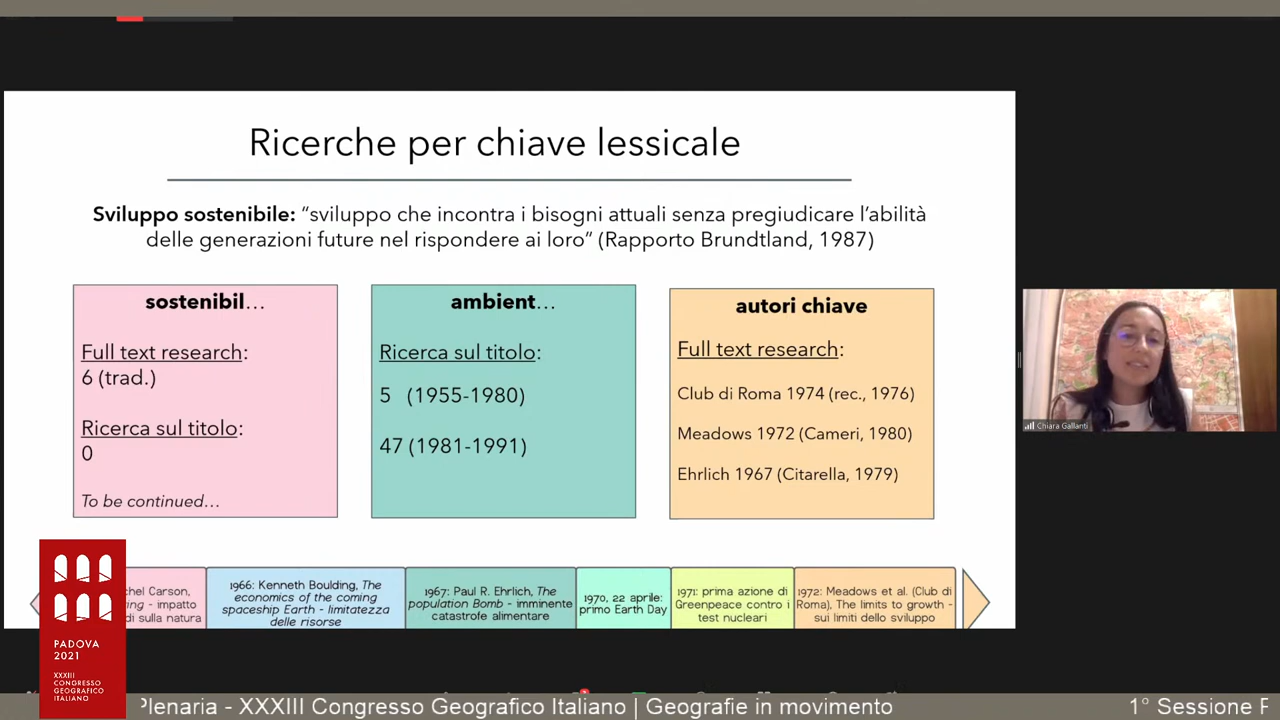 Ricerche per chiave lessicale
Sviluppo sostenibile: “sviluppo che incontra i bisogni attuali senza pregiudicare l’abilità
delle generazioni future nel rispondere ai loro” (Rapporto Brundtland, 1987)
sostenibil…
Full text research:
6 (trad.)
Ricerca sul titolo:
0
To be continued…
ambient…
Ricerca sul titolo:
5 (1955-1980)
47 (1981-1991)
autori chiave
Full text research:
Club di Roma 1974 (rec., 1976)
Meadows 1972 (Cameri, 1980)
Ehrlich 1967 (Citarella, 1979)
Chiara Gallanti
Carson,
- impatto
sulla natura
1966: Kenneth Boulding, The
economics of the coming
spaceship Earth - limitatezza
delle risorse
1967: Paul R. Ehrlich, The
population Bomb - imminente
catastrofe alimentare
1970, 22 aprile:
primo Earth Day
1971: prima azione di
Greenpeace contro i
test nucleari
1972: Meadows et al. (Club di
Roma), The limits to growth -
sui limiti dello sviluppo
PADOVA
2021
XXXIII
CONGRESSO
GEOGRAFICO
ITALIANO
Plenaria - XXXIII Congresso Geografico Italiano | Geografie in movimento
1° Sessione